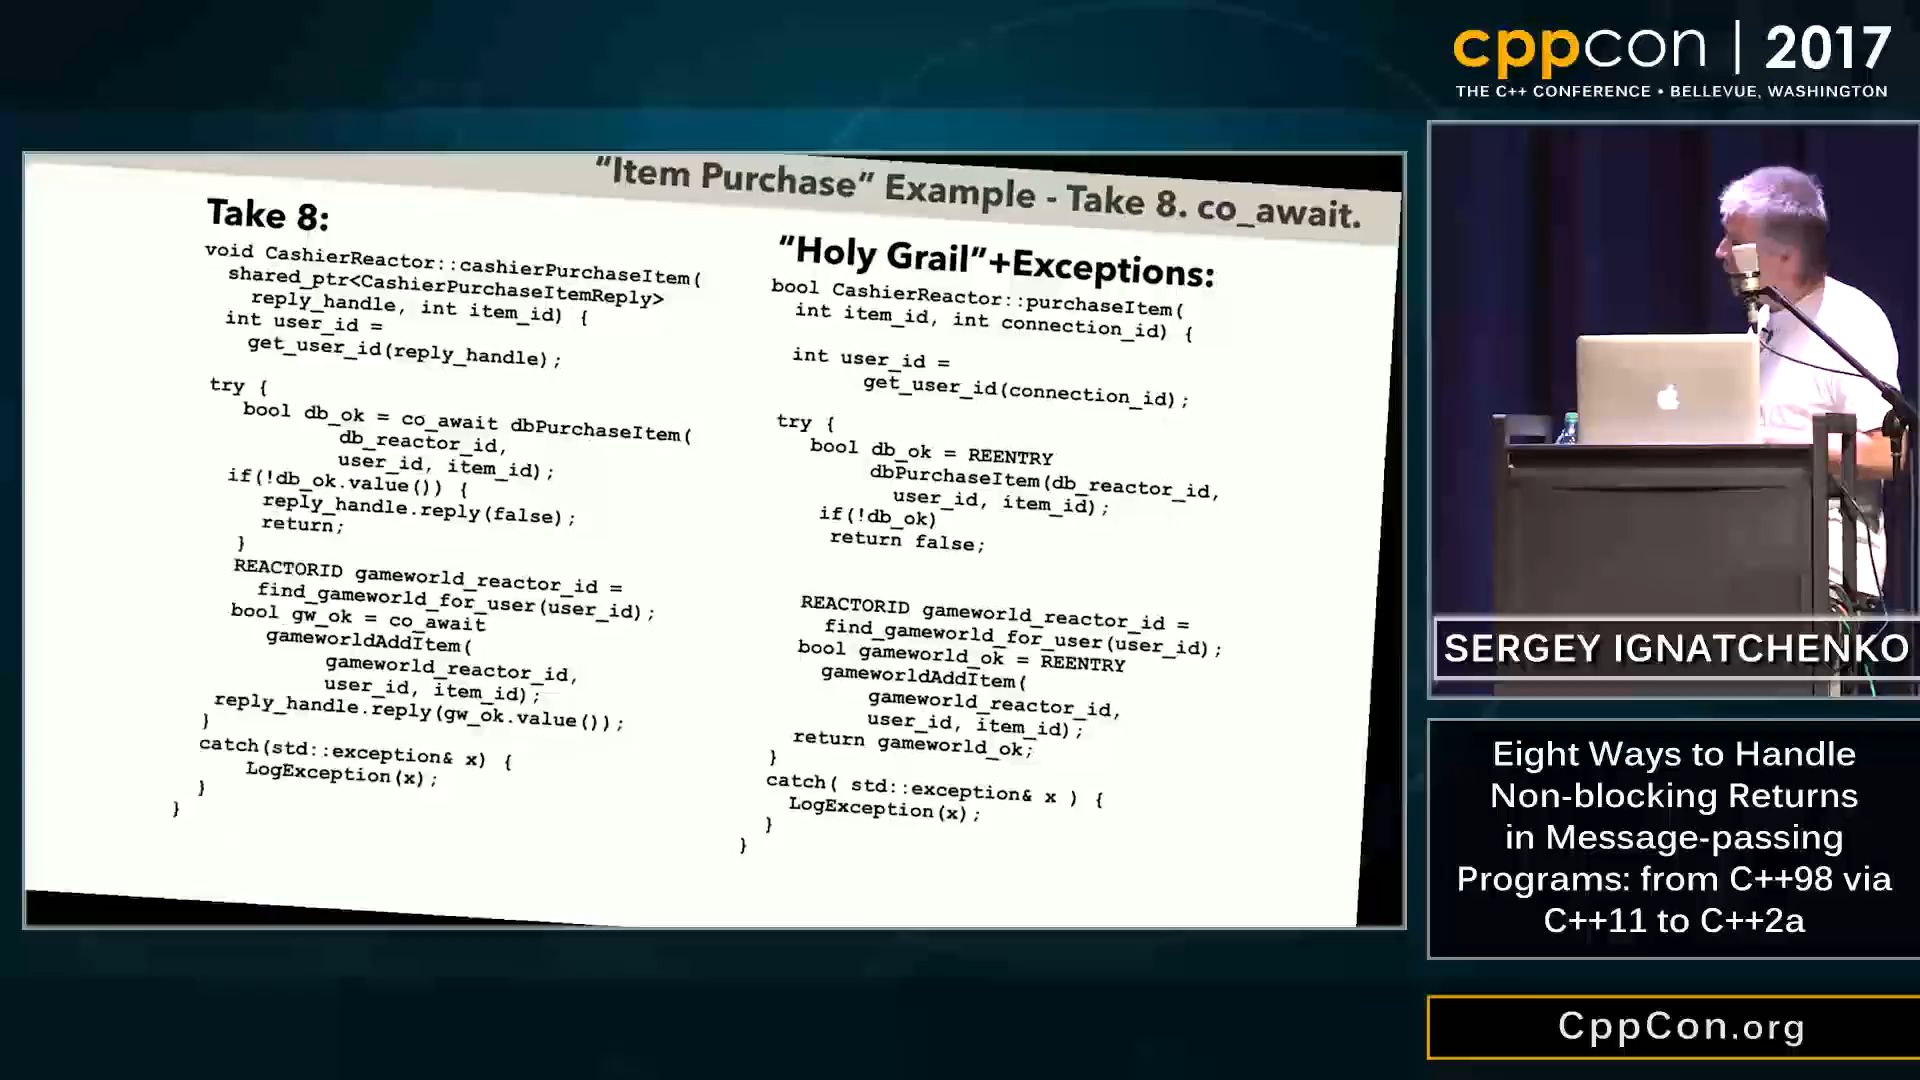 cppcon | 2017
THE C++ CONFERENCE • BELLEVUE, WASHINGTON
"Item Purchase" Example - Take 8. co_await.
Take 8:
void CashierReactor::cashierPurchaseItem(
shared_ptr<CashierPurchaseItemReply>
reply_handle, int item_id) {
int user_id =
get_user_id(reply_handle);
try {
bool db_ok = co_await dbPurchaseItem(
db_reactor_id,
user_id, item_id);
if(!db_ok.value()) {
reply_handle.reply(false);
return;
}
REACTORID gameworld_reactor_id =
find_gameworld_for_user(user_id);
bool gw_ok = co_await
gameworldAddItem(
gameworld_reactor_id,
user_id, item_id);
reply_handle.reply(gw_ok.value());
}
catch(std::exception& x) {
LogException(x);
}
}
"Holy Grail"+Exceptions:
bool CashierReactor::purchaseItem(
int item_id, int connection_id) {
int user_id =
get_user_id(connection_id);
try {
bool db_ok = REENTRY
dbPurchaseItem(db_reactor_id,
user_id, item_id);
if(!db_ok)
return false;
REACTORID gameworld_reactor_id =
find_gameworld_for_user(user_id);
bool gameworld_ok = REENTRY
gameworldAddItem(
gameworld_reactor_id,
user_id, item_id);
return gameworld_ok;
}
catch( std::exception& x ) {
LogException(x);
}
}
SERGEY IGNATCHENKO
Eight Ways to Handle
Non-blocking Returns
in Message-passing
Programs: from C++98 via
C++11 to C++2a
CppCon.org